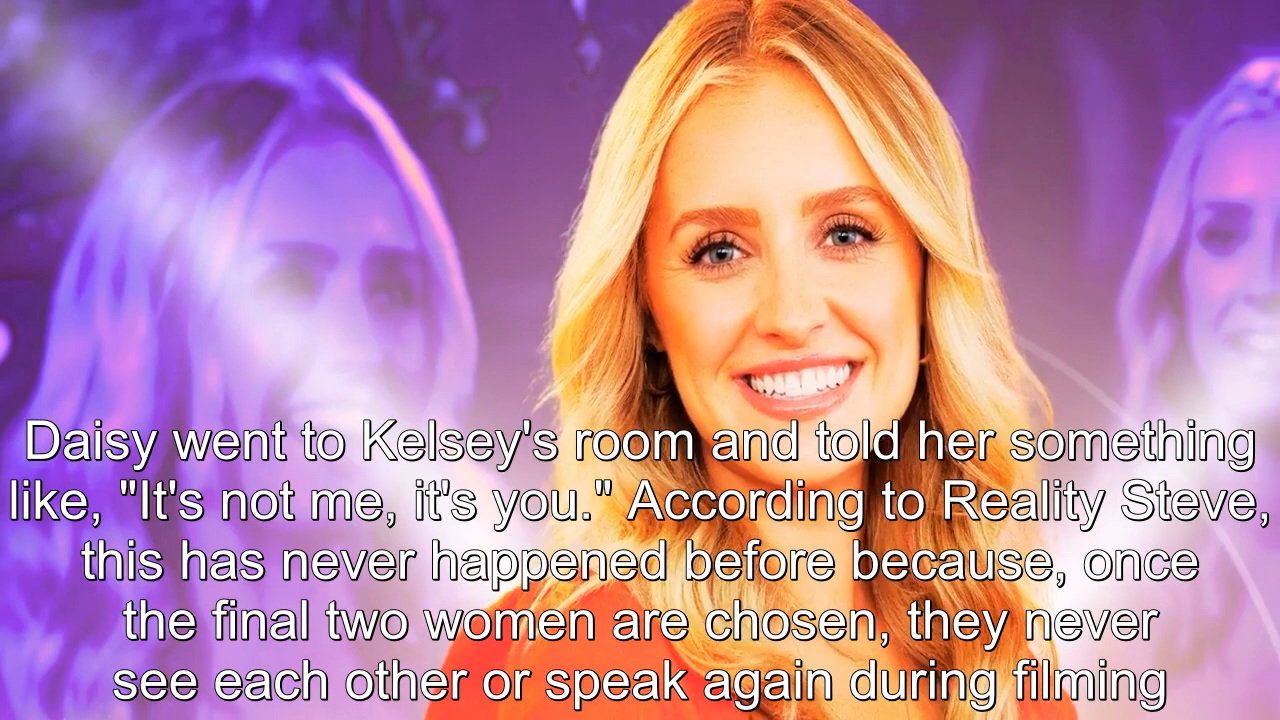 Daisy went to Kelsey's room and told her something
like, "It's not me, it's you." According to Reality Steve,
this has never happened before because, once
the final two women are chosen, they never
see each other or speak again during filming